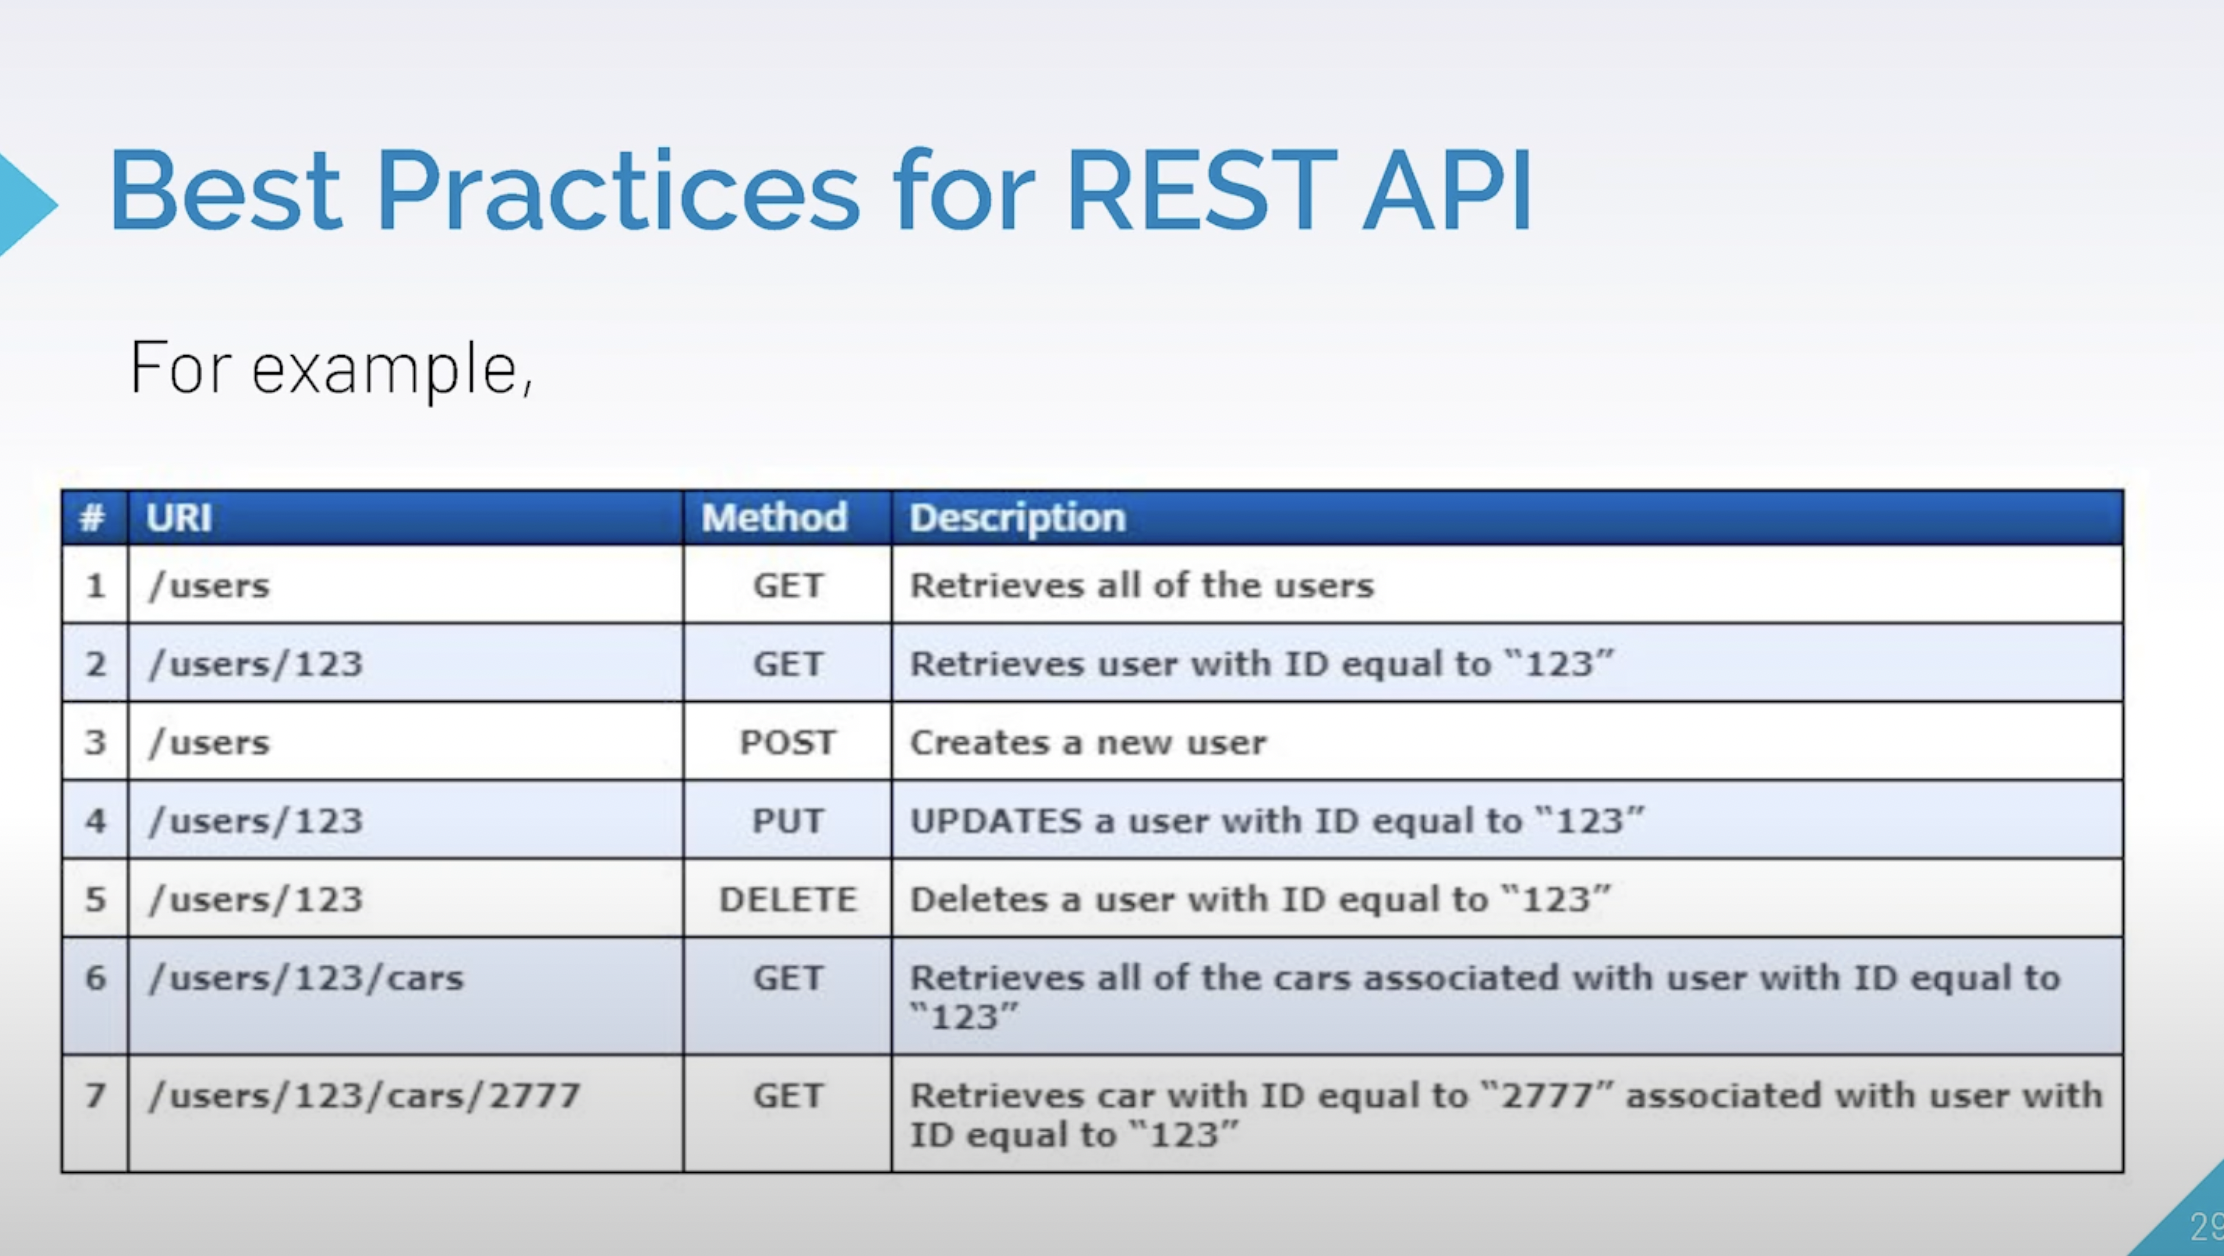 Best Practices for REST API
For example,
# URI Method Description
1 /users GET Retrieves all of the users
2 /users/123 GET Retrieves user with ID equal to “123”
3 /users POST Creates a new user
4 /users/123 PUT UPDATES a user with ID equal to “123”
5 /users/123 DELETE Deletes a user with ID equal to “123”
6 /users/123/cars GET Retrieves all of the cars associated with user with ID equal to
“123”
7 /users/123/cars/2777 GET Retrieves car with ID equal to “2777” associated with user with
ID equal to “123”
29